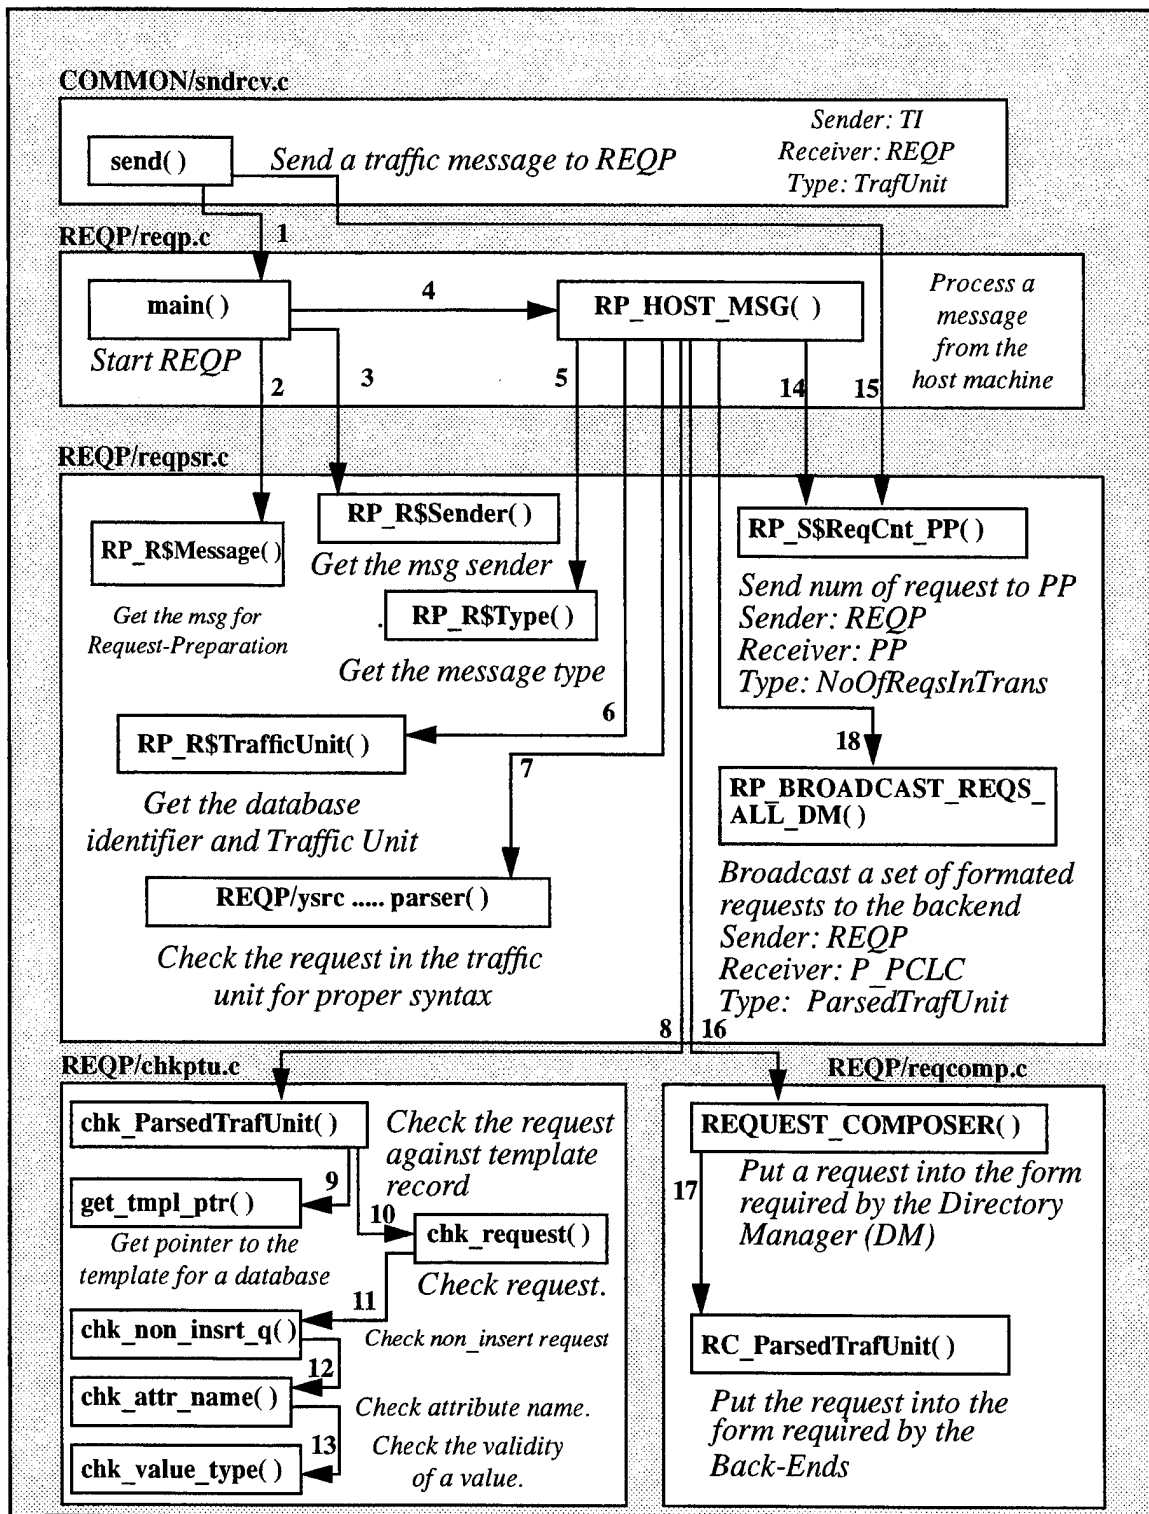 COMMON/sndrcv.c
send( )
Send a traffic message to REQP
Sender: TI
Receiver: REQP
Type: TrafUnit
1
REQP/reqp.c
main( )
4
RP_HOST_MSG( )
Process a
message
from the
host machine
Start REQP
2
3
5
14
15
REQP/reqpsr.c
RP_R$Message( )
Get the msg for
Request-Preparation
RP_R$Sender( )
Get the msg sender
RP_R$Type( )
Get the message type
RP_S$ReqCnt_PP( )
Send num of request to PP
Sender: REQP
Receiver: PP
Type: NoOfReqsInTrans
6
RP_R$TrafficUnit( )
7
Get the database
identifier and Traffic Unit
18
RP_BROADCAST_REQS_
ALL_DM( )
REQP/ysrc ..... parser( )
Check the request in the traffic
unit for proper syntax
Broadcast a set of formated
requests to the backend
Sender: REQP
Receiver: P_PCLC
Type: ParsedTrafUnit
8
16
REQP/chkptu.c
chk_ParsedTrafUnit( )
Check the request
against template
record
9
get_tmpl_ptr( )
10
Get pointer to the
template for a database
chk_request( )
Check request.
11
chk_non_insrt_q( )
Check non_insert request
12
chk_attr_name( )
Check attribute name.
13
chk_value_type( )
Check the validity
of a value.
REQP/reqcomp.c
REQUEST_COMPOSER( )
17
Put a request into the form
required by the Directory
Manager (DM)
RC_ParsedTrafUnit( )
Put the request into the
form required by the
Back-Ends